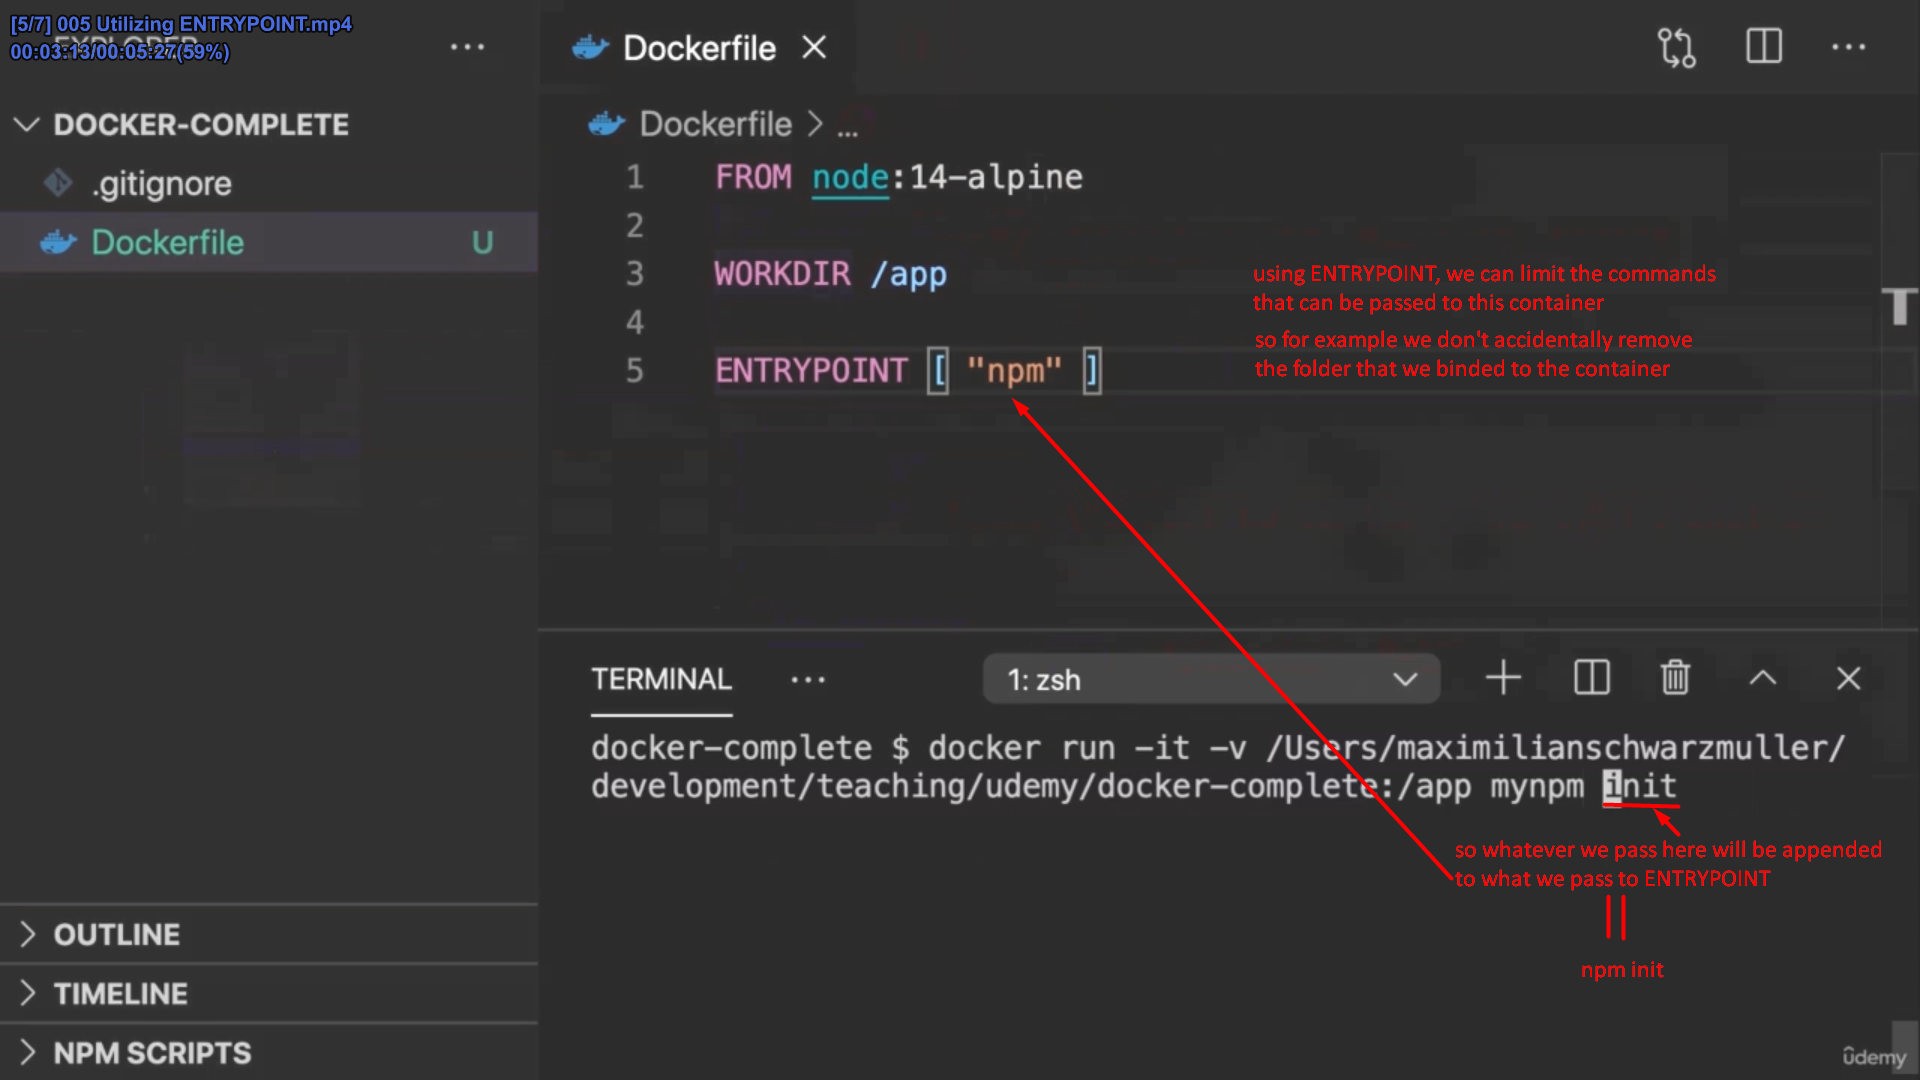 [5/7] 005 Utilizing ENTRYPOINT.mp4
EXPLORER
00:03:13/00:05:27(59%)
DOCKER-COMPLETE
.gitignore
Dockerfile U
OUTLINE
TIMELINE
NPM SCRIPTS
Dockerfile
Dockerfile > ...
1 FROM node:14-alpine
2
3 WORKDIR /app
4
5 ENTRYPOINT [ "npm" ]
using ENTRYPOINT, we can limit the commands
that can be passed to this container
so for example we don't accidentally remove
the folder that we binded to the container
TERMINAL
1: zsh
docker-complete $ docker run -it -v /Users/maximilianschwarzmuller/
development/teaching/udemy/docker-complete:/app mynpm init
so whatever we pass here will be appended
to what we pass to ENTRYPOINT
npm init
udemy